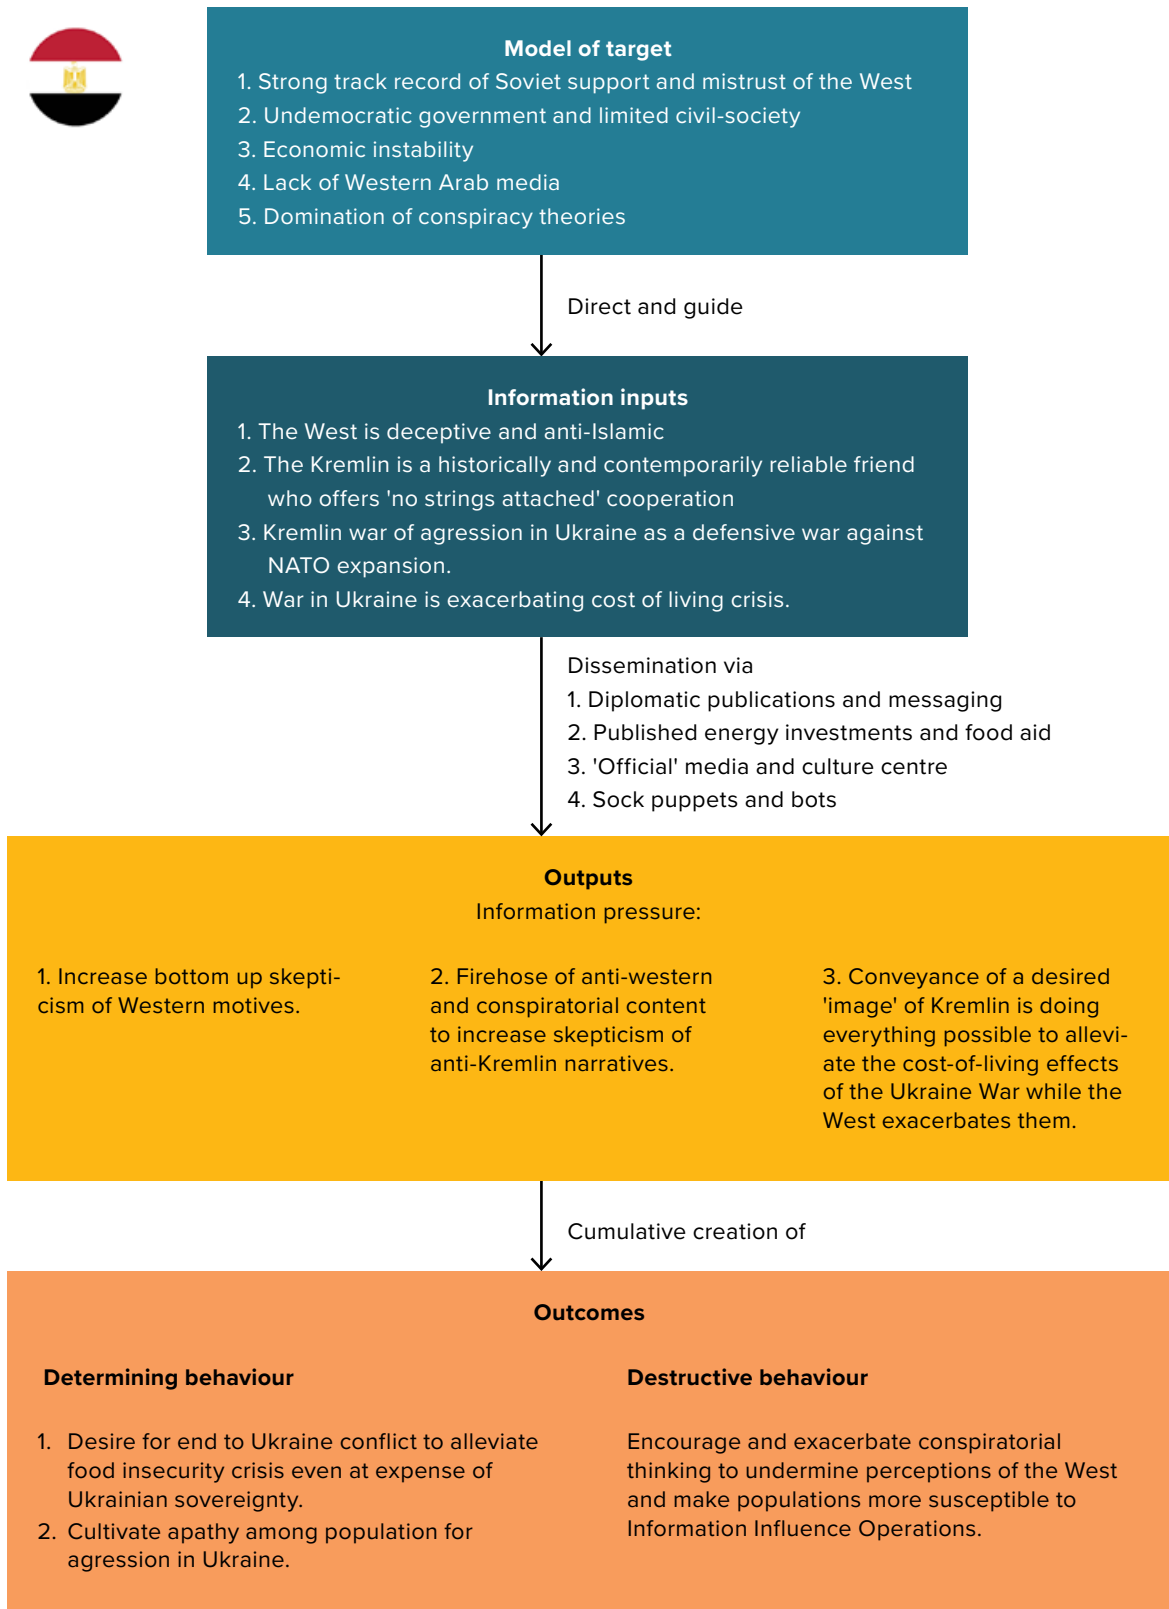 Model of target
1. Strong track record of Soviet support and mistrust of the West
2. Undemocratic government and limited civil-society
3. Economic instability
4. Lack of Western Arab media
5. Domination of conspiracy theories
Direct and guide
Information inputs
1. The West is deceptive and anti-Islamic
2. The Kremlin is a historically and contemporarily reliable friend
who offers 'no strings attached' cooperation
3. Kremlin war of agression in Ukraine as a defensive war against
NATO expansion.
4. War in Ukraine is exacerbating cost of living crisis.
Dissemination via
1. Diplomatic publications and messaging
2. Published energy investments and food aid
3. 'Official' media and culture centre
4. Sock puppets and bots
Outputs
Information pressure:
1. Increase bottom up skepti-
cism of Western motives.
2. Firehose of anti-western
and conspiratorial content
to increase skepticism of
anti-Kremlin narratives.
3. Conveyance of a desired
'image' of Kremlin is doing
everything possible to allevi-
ate the cost-of-living effects
of the Ukraine War while the
West exacerbates them.
Cumulative creation of
Outcomes
Determining behaviour
1. Desire for end to Ukraine conflict to alleviate
food insecurity crisis even at expense of
Ukrainian sovereignty.
2. Cultivate apathy among population for
agression in Ukraine.
Destructive behaviour
Encourage and exacerbate conspiratorial
thinking to undermine perceptions of the West
and make populations more susceptible to
Information Influence Operations.